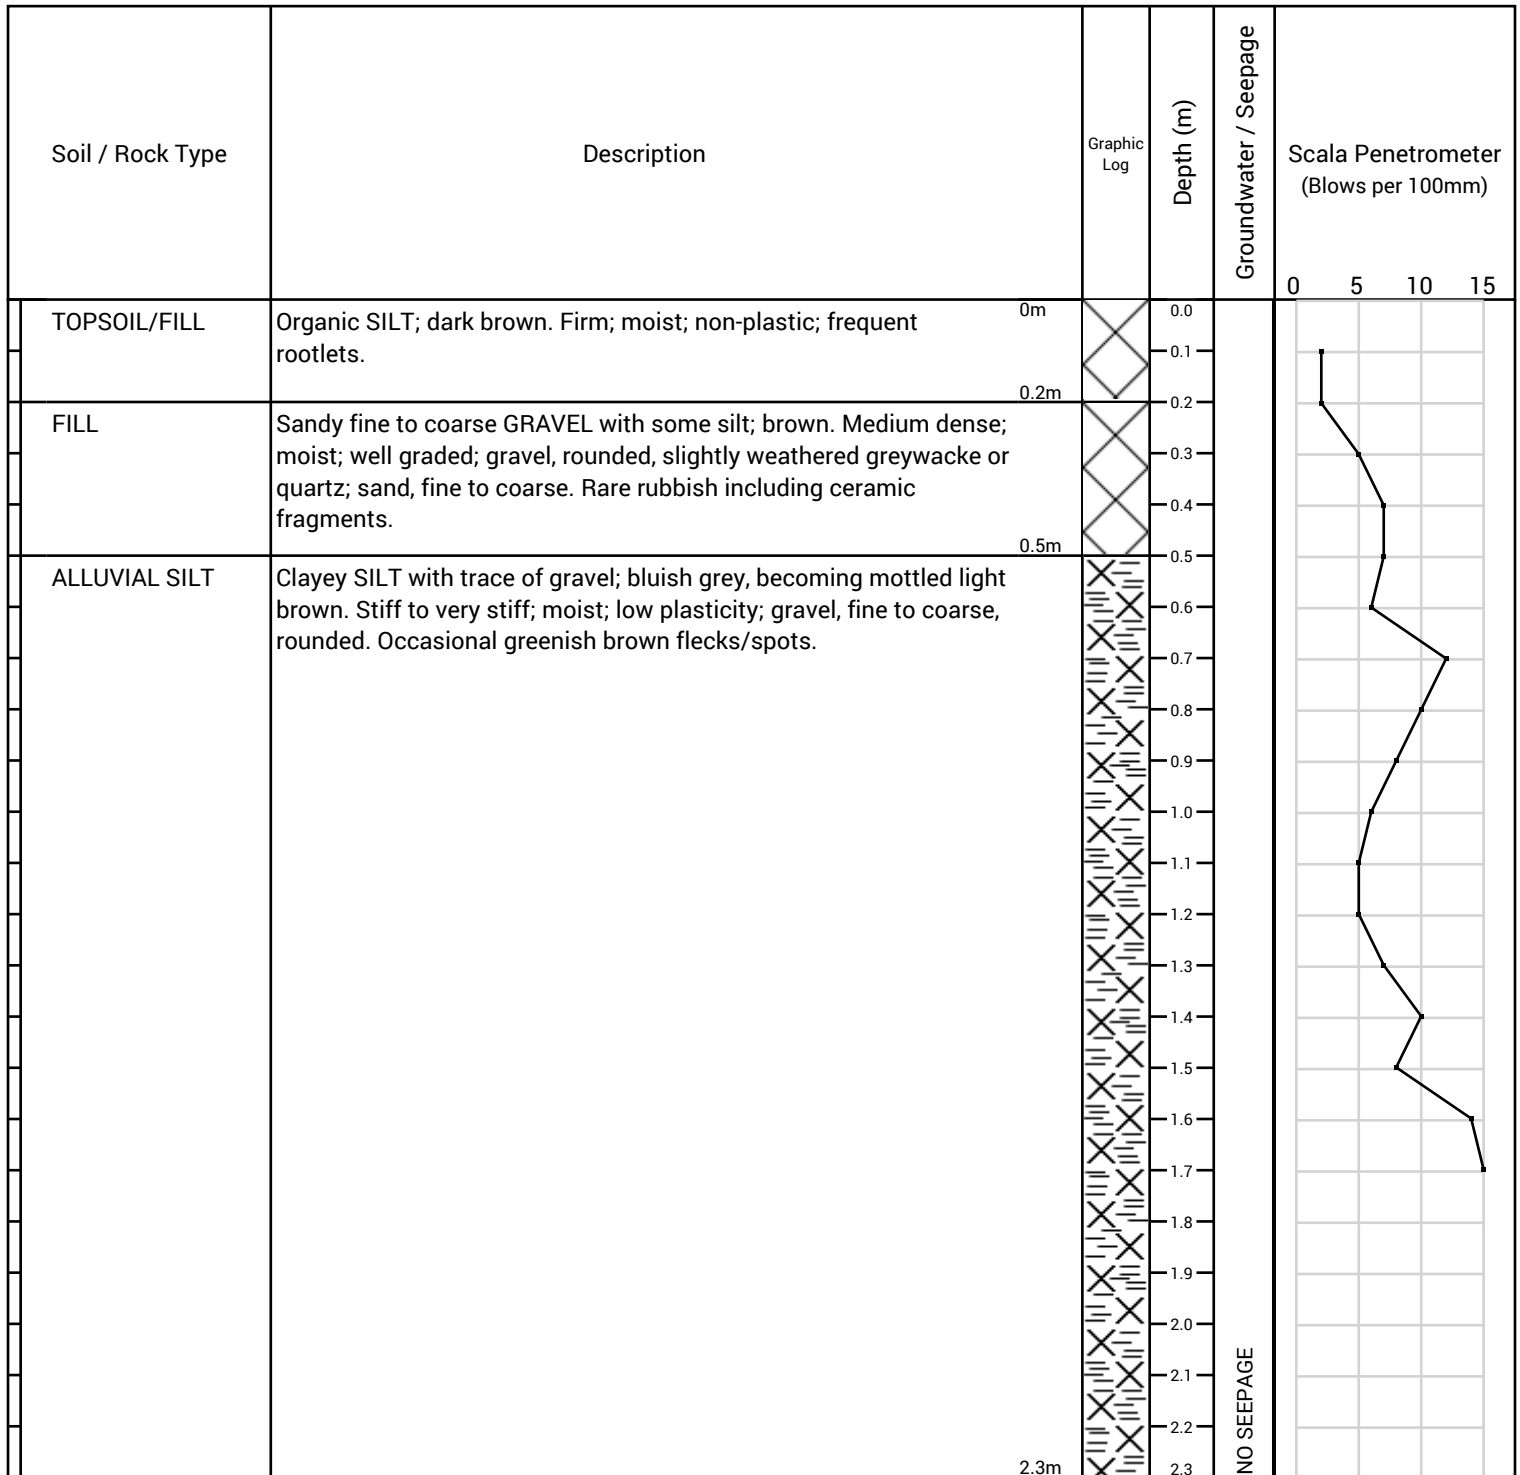 Soil / Rock Type
Description
Graphic
Log
Depth (m)
Groundwater / Seepage
Scala Penetrometer
(Blows per 100mm)
0 5 10 15
TOPSOIL/FILL
Organic SILT; dark brown. Firm; moist; non-plastic; frequent
rootlets.
0m
0.2m
FILL
Sandy fine to coarse GRAVEL with some silt; brown. Medium dense;
moist; well graded; gravel, rounded, slightly weathered greywacke or
quartz; sand, fine to coarse. Rare rubbish including ceramic
fragments.
0.5m
ALLUVIAL SILT
Clayey SILT with trace of gravel; bluish grey, becoming mottled light
brown. Stiff to very stiff; moist; low plasticity; gravel, fine to coarse,
rounded. Occasional greenish brown flecks/spots.
2.3m
0.0
0.1
0.2
0.3
0.4
0.5
0.6
0.7
0.8
0.9
1.0
1.1
1.2
1.3
1.4
1.5
1.6
1.7
1.8
1.9
2.0
2.1
2.2
2.3
NO SEEPAGE